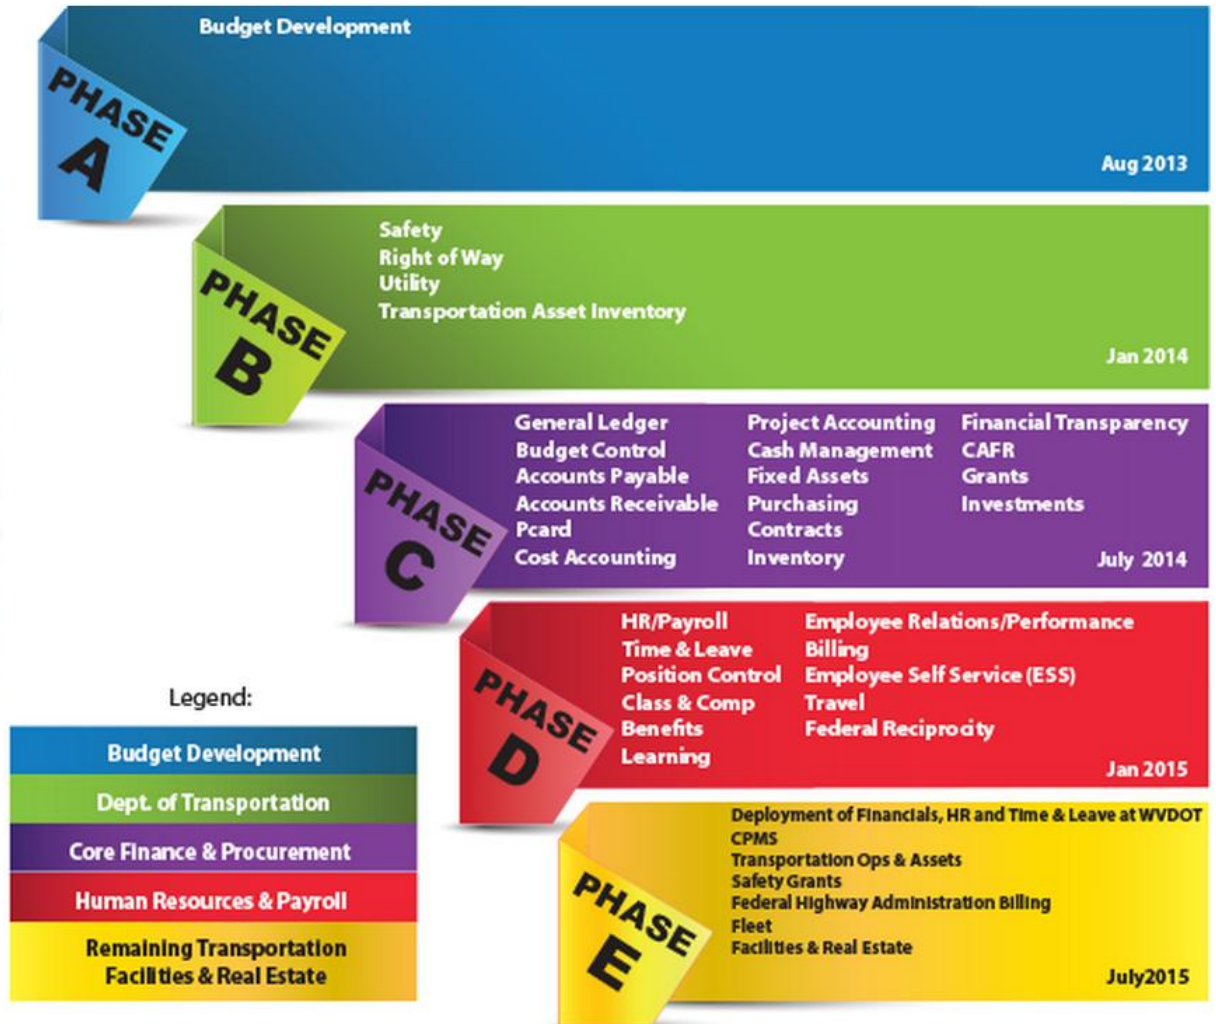 Budget Development
PHASE
A
Aug 2013
Safety
Right of Way
Utility
Transportation Asset Inventory
PHASE
B
Jan 2014
General Ledger
Budget Control
Accounts Payable
Accounts Receivable
Pcard
Cost Accounting
Project Accounting
Cash Management
Fixed Assets
Purchasing
Contracts
Inventory
Financial Transparency
CAFR
Grants
Investments
PHASE
C
July 2014
HR/Payroll
Time & Leave
Position Control
Class & Comp
Benefits
Learning
Employee Relations/Performance
Billing
Employee Self Service (ESS)
Travel
Federal Reciprocity
PHASE
D
Jan 2015
Deployment of Financials, HR and Time & Leave at WVDOT
CPMS
Transportation Ops & Assets
Safety Grants
Federal Highway Administration Billing
Fleet
Facilities & Real Estate
PHASE
E
July2015
Legend:
Budget Development
Dept. of Transportation
Core Finance & Procurement
Human Resources & Payroll
Remaining Transportation
Facilities & Real Estate